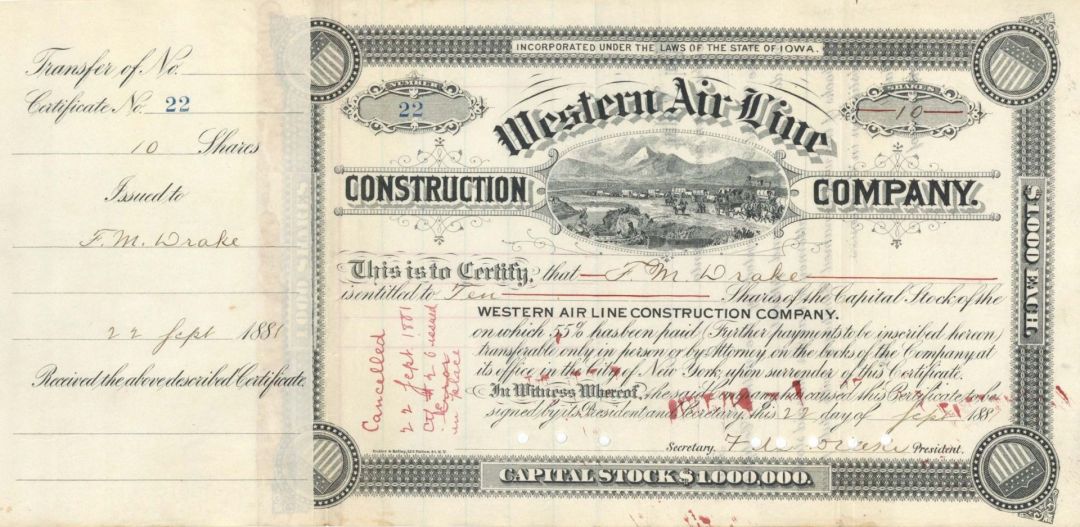 Transfer of No.
Certificate No. 22
10 Shares
Issued to
F. M. Drake
22 Sept 1881
Received the above described Certificate.
INCORPORATED UNDER THE LAWS OF THE STATE OF IOWA.
NUMBER
22
SHARES
10
Western Air Line
CONSTRUCTION COMPANY.
$1,000 EACH.
This is to Certify, that F. M. Drake
is entitled to Ten Shares of the Capital Stock of the
WESTERN AIR LINE CONSTRUCTION COMPANY.
on which 55% has been paid (Further payments to be inscribed hereon)
transferable only in person or by Attorney on the books of the Company at
its office in the City of New York, upon surrender of this Certificate.
In Witness Whereof, the said Company has caused this Certificate to be
signed by its President and Secretary, this 22 day of Sept 188
Secretary. F. M. Drake President.
Cancelled
22 Sept 1881
Ctf # 26 issued
in place
CAPITAL STOCK $1,000,000.